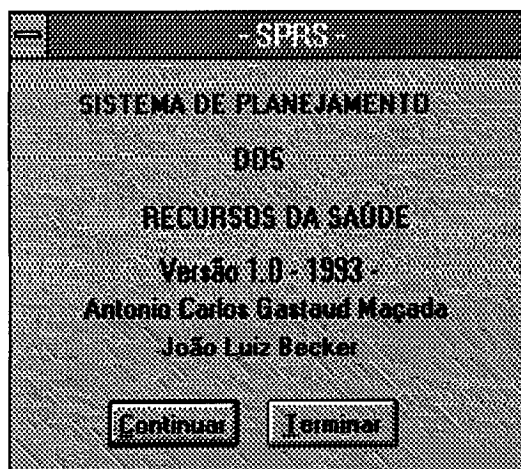 - SPRS -
SISTEMA DE PLANEJAMENTO
DOS
RECURSOS DA SAÚDE
Versão 1.0 - 1993 -
Antonio Carlos Gastaud Maçada
João Luiz Becker
Continuar Terminar